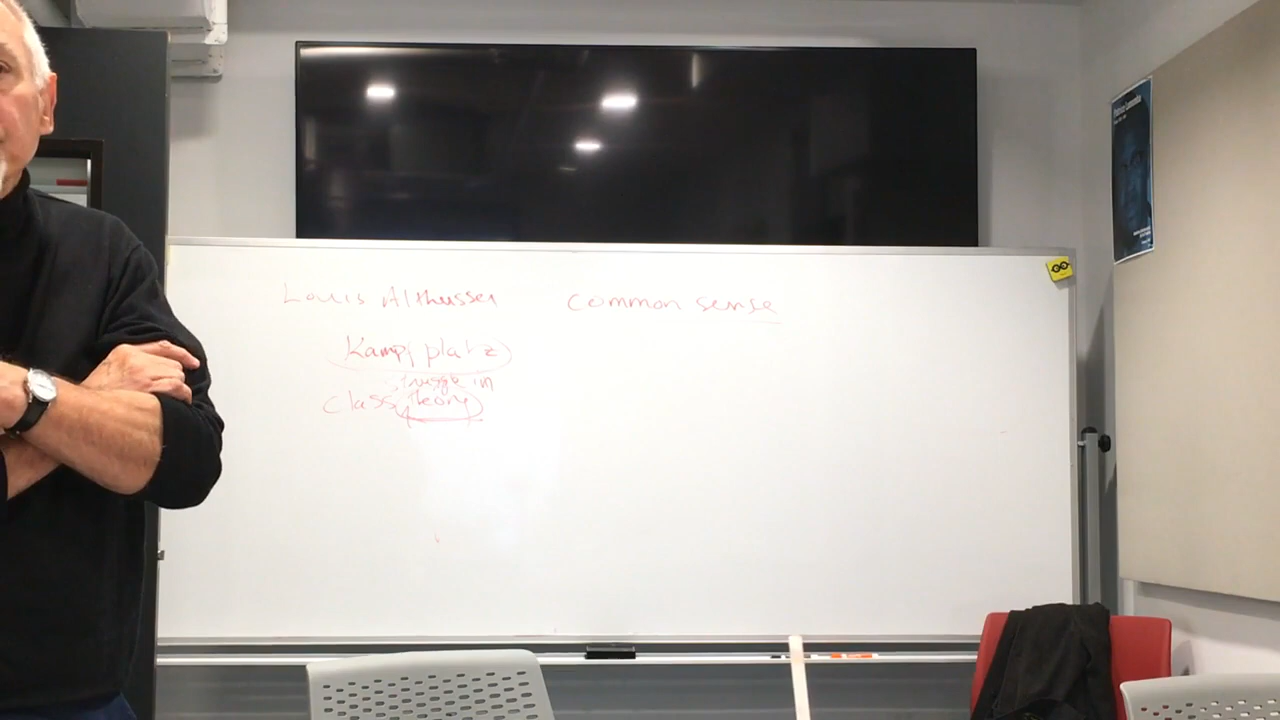 Louis Althusser
common sense
Kampfplatz
struggle in
class theory